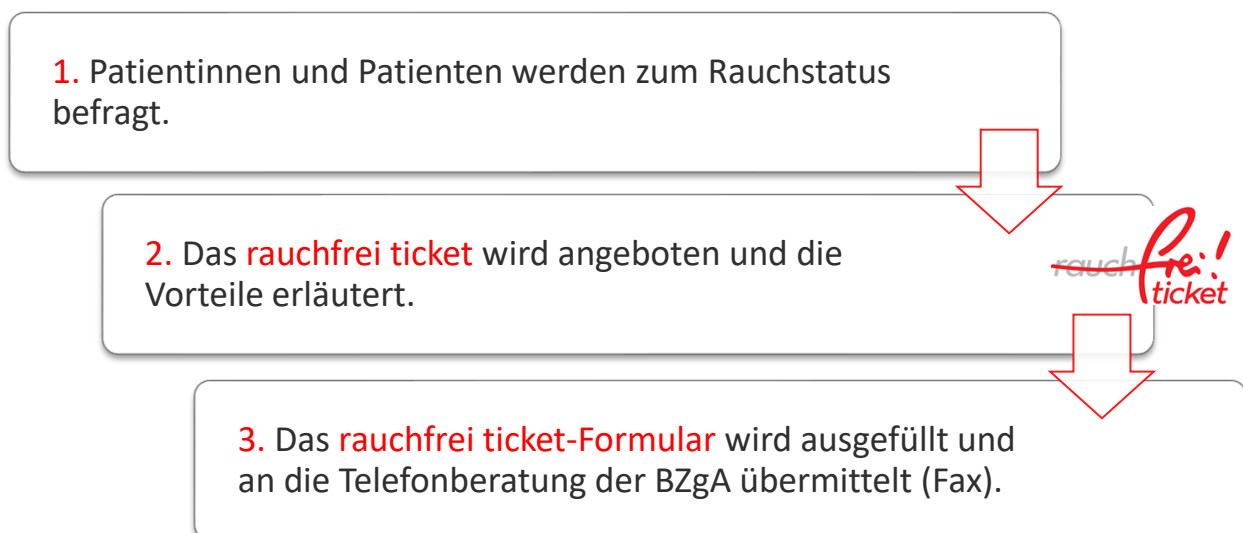 1. Patientinnen und Patienten werden zum Rauchstatus
befragt.
2. Das rauchfrei ticket wird angeboten und die
Vorteile erläutert.
rauchfrei!
ticket
3. Das rauchfrei ticket-Formular wird ausgefüllt und
an die Telefonberatung der BZgA übermittelt (Fax).